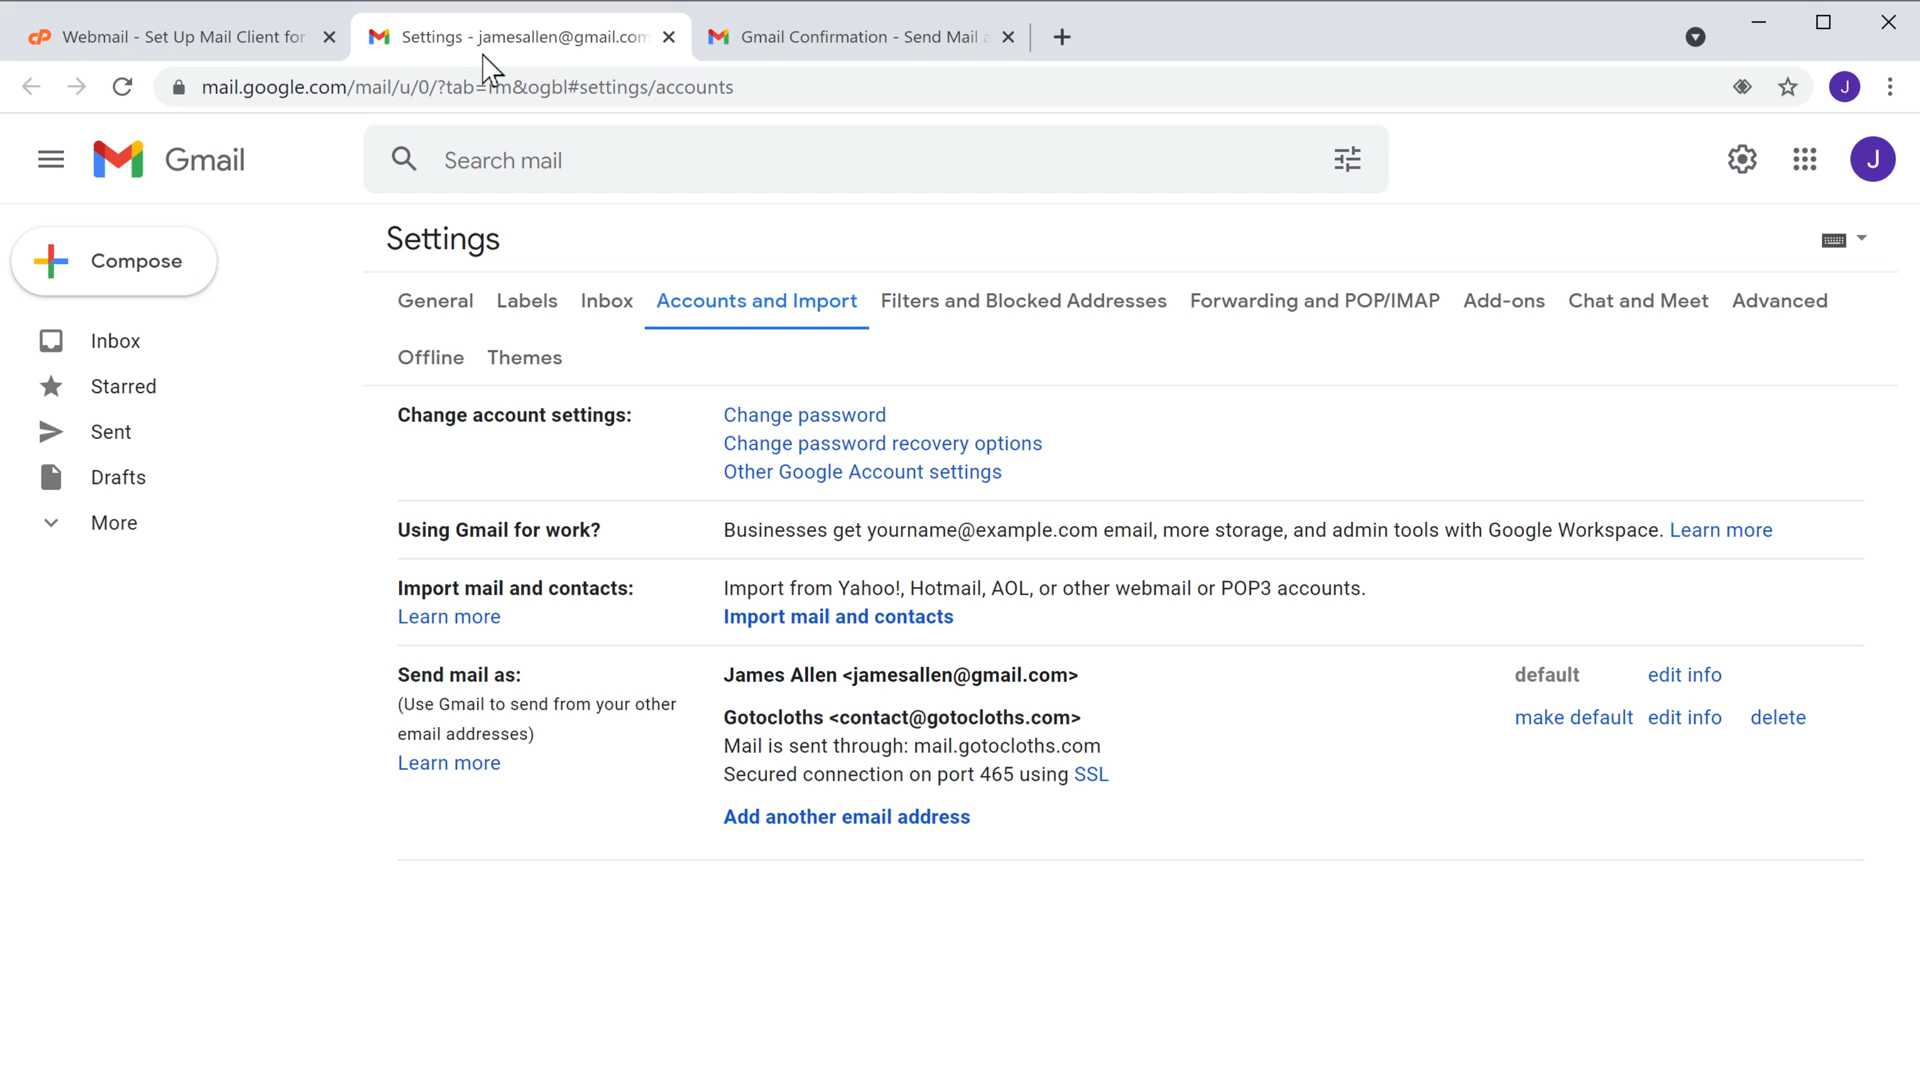 Webmail - Set Up Mail Client for
Settings - jamesallen@gmail.com
Gmail Confirmation - Send Mail a
mail.google.com/mail/u/0/?tab=rm&ogbl#settings/accounts
J
Gmail
Search mail
J
Compose
Inbox
Starred
Sent
Drafts
More
Settings
General Labels Inbox Accounts and Import Filters and Blocked Addresses Forwarding and POP/IMAP Add-ons Chat and Meet Advanced
Offline Themes
Change account settings:
Change password
Change password recovery options
Other Google Account settings
Using Gmail for work?
Businesses get yourname@example.com email, more storage, and admin tools with Google Workspace. Learn more
Import mail and contacts:
Learn more
Import from Yahoo!, Hotmail, AOL, or other webmail or POP3 accounts.
Import mail and contacts
Send mail as:
(Use Gmail to send from your other
email addresses)
Learn more
James Allen <jamesallen@gmail.com>
default edit info
Gotocloths <contact@gotocloths.com>
make default edit info delete
Mail is sent through: mail.gotocloths.com
Secured connection on port 465 using SSL
Add another email address